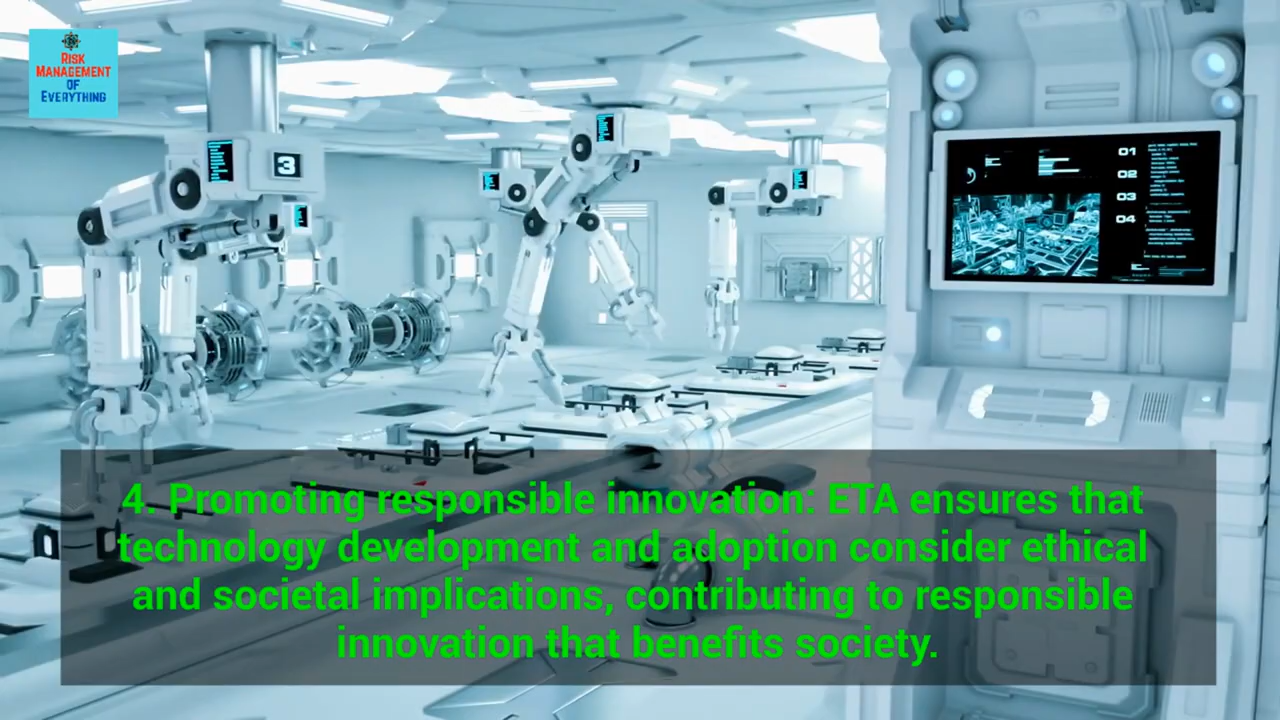 RISK
MANAGEMENT
OF
EVERYTHING
3
01
02
03
04
4. Promoting responsible innovation: ETA ensures that
technology development and adoption consider ethical
and societal implications, contributing to responsible
innovation that benefits society.